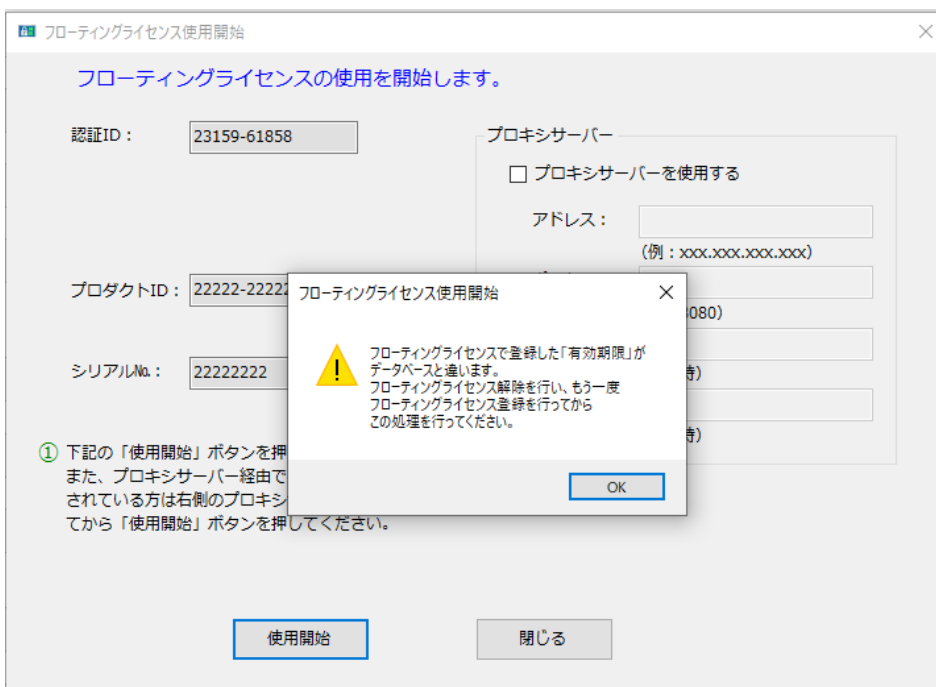 フローティングライセンス使用開始
フローティングライセンスの使用を開始します。
認証ID：
23159-61858
プロキシサーバー
プロキシサーバーを使用する
アドレス：
(例：xxx.xxx.xxx.xxx)
プロダクトID：
22222-22222
080)
シリアル№：
22222222
時)
時)
フローティングライセンス使用開始
フローティングライセンスで登録した「有効期限」が
データベースと違います。
フローティングライセンス解除を行い、もう一度
フローティングライセンス登録を行ってから
この処理を行ってください。
OK
① 下記の「使用開始」ボタンを押
また、プロキシサーバー経由で
されている方は右側のプロキシ
てから「使用開始」ボタンを押してください。
使用開始
閉じる